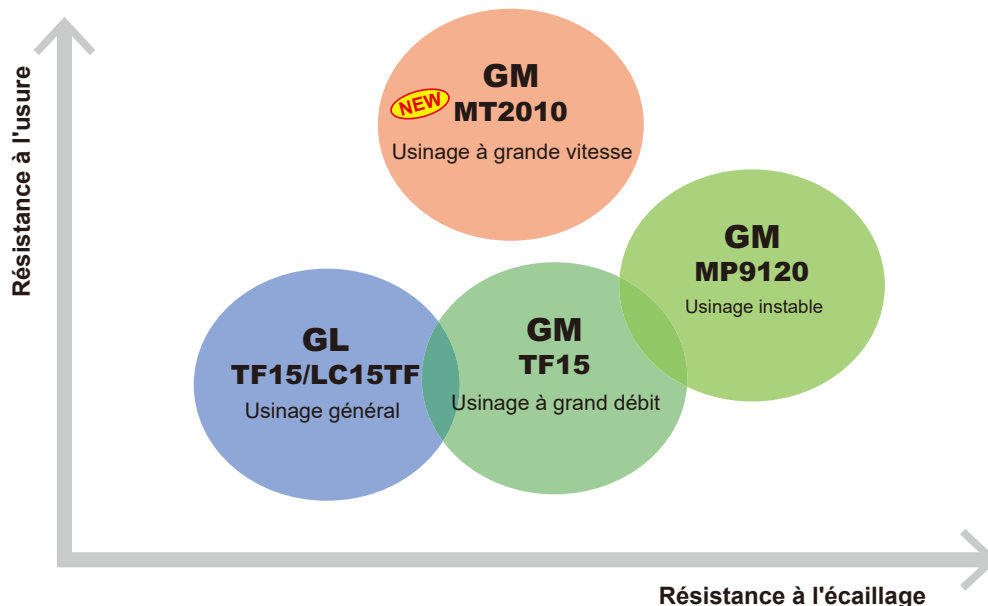 Résistance à l'usure
GM
NEW
MT2010
Usinage à grande vitesse
GM
MP9120
Usinage instable
GL
TF15/LC15TF
Usinage général
GM
TF15
Usinage à grand débit
Résistance à l'écaillage